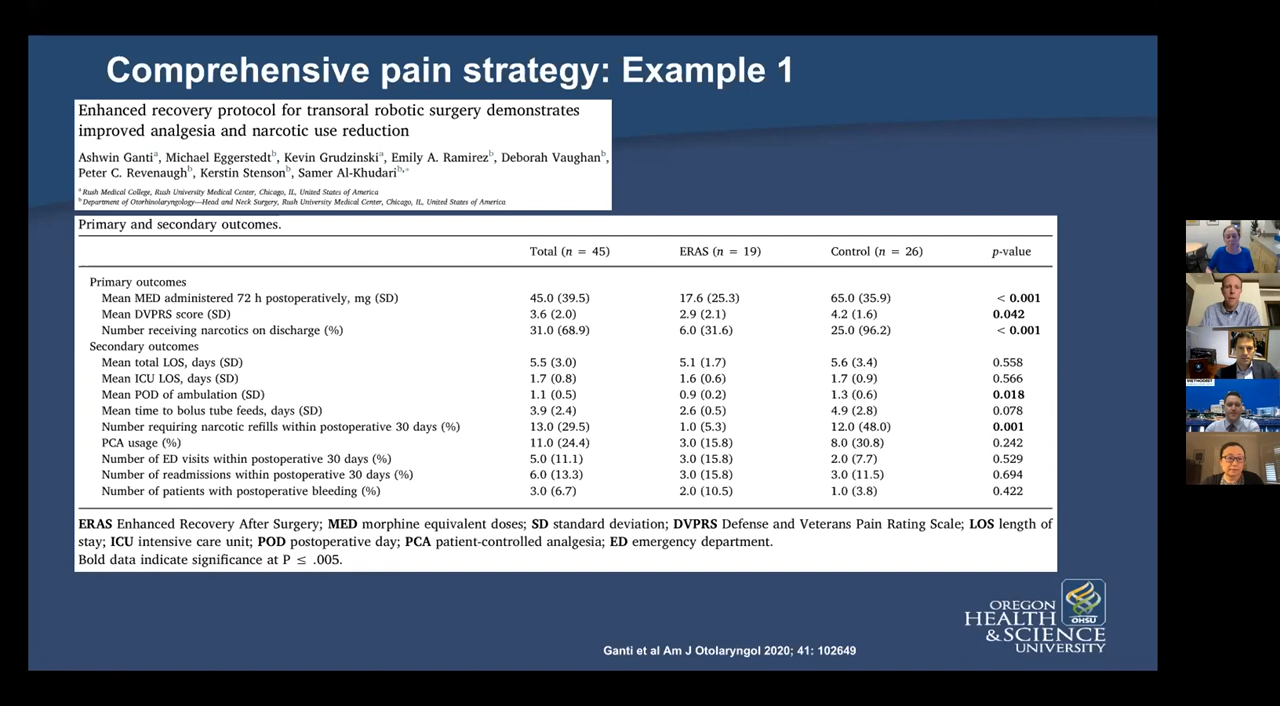 Comprehensive pain strategy: Example 1
Enhanced recovery protocol for transoral robotic surgery demonstrates
improved analgesia and narcotic use reduction
Ashwin Gantiᵃ, Michael Eggerstedtᵇ, Kevin Grudzinskiᵃ, Emily A. Ramirezᵇ, Deborah Vaughanᵇ,
Peter C. Revenaughᵇ, Kerstin Stensonᵇ, Samer Al-Khudariᵇ,*
ᵃ Rush Medical College, Rush University Medical Center, Chicago, IL, United States of America
ᵇ Department of Otorhinolaryngology—Head and Neck Surgery, Rush University Medical Center, Chicago, IL, United States of America
Primary and secondary outcomes.
Total (n = 45) ERAS (n = 19) Control (n = 26) p-value
Primary outcomes
Mean MED administered 72 h postoperatively, mg (SD) 45.0 (39.5) 17.6 (25.3) 65.0 (35.9) < 0.001
Mean DVPRS score (SD) 3.6 (2.0) 2.9 (2.1) 4.2 (1.6) 0.042
Number receiving narcotics on discharge (%) 31.0 (68.9) 6.0 (31.6) 25.0 (96.2) < 0.001
Secondary outcomes
Mean total LOS, days (SD) 5.5 (3.0) 5.1 (1.7) 5.6 (3.4) 0.558
Mean ICU LOS, days (SD) 1.7 (0.8) 1.6 (0.6) 1.7 (0.9) 0.566
Mean POD of ambulation (SD) 1.1 (0.5) 0.9 (0.2) 1.3 (0.6) 0.018
Mean time to bolus tube feeds, days (SD) 3.9 (2.4) 2.6 (0.5) 4.9 (2.8) 0.078
Number requiring narcotic refills within postoperative 30 days (%) 13.0 (29.5) 1.0 (5.3) 12.0 (48.0) 0.001
PCA usage (%) 11.0 (24.4) 3.0 (15.8) 8.0 (30.8) 0.242
Number of ED visits within postoperative 30 days (%) 5.0 (11.1) 3.0 (15.8) 2.0 (7.7) 0.529
Number of readmissions within postoperative 30 days (%) 6.0 (13.3) 3.0 (15.8) 3.0 (11.5) 0.694
Number of patients with postoperative bleeding (%) 3.0 (6.7) 2.0 (10.5) 1.0 (3.8) 0.422
ERAS Enhanced Recovery After Surgery; MED morphine equivalent doses; SD standard deviation; DVPRS Defense and Veterans Pain Rating Scale; LOS length of
stay; ICU intensive care unit; POD postoperative day; PCA patient-controlled analgesia; ED emergency department.
Bold data indicate significance at P ≤ .005.
OREGON
HEALTH
& SCIENCE
UNIVERSITY
OHSU
Ganti et al Am J Otolaryngol 2020; 41: 102649
METHODIST